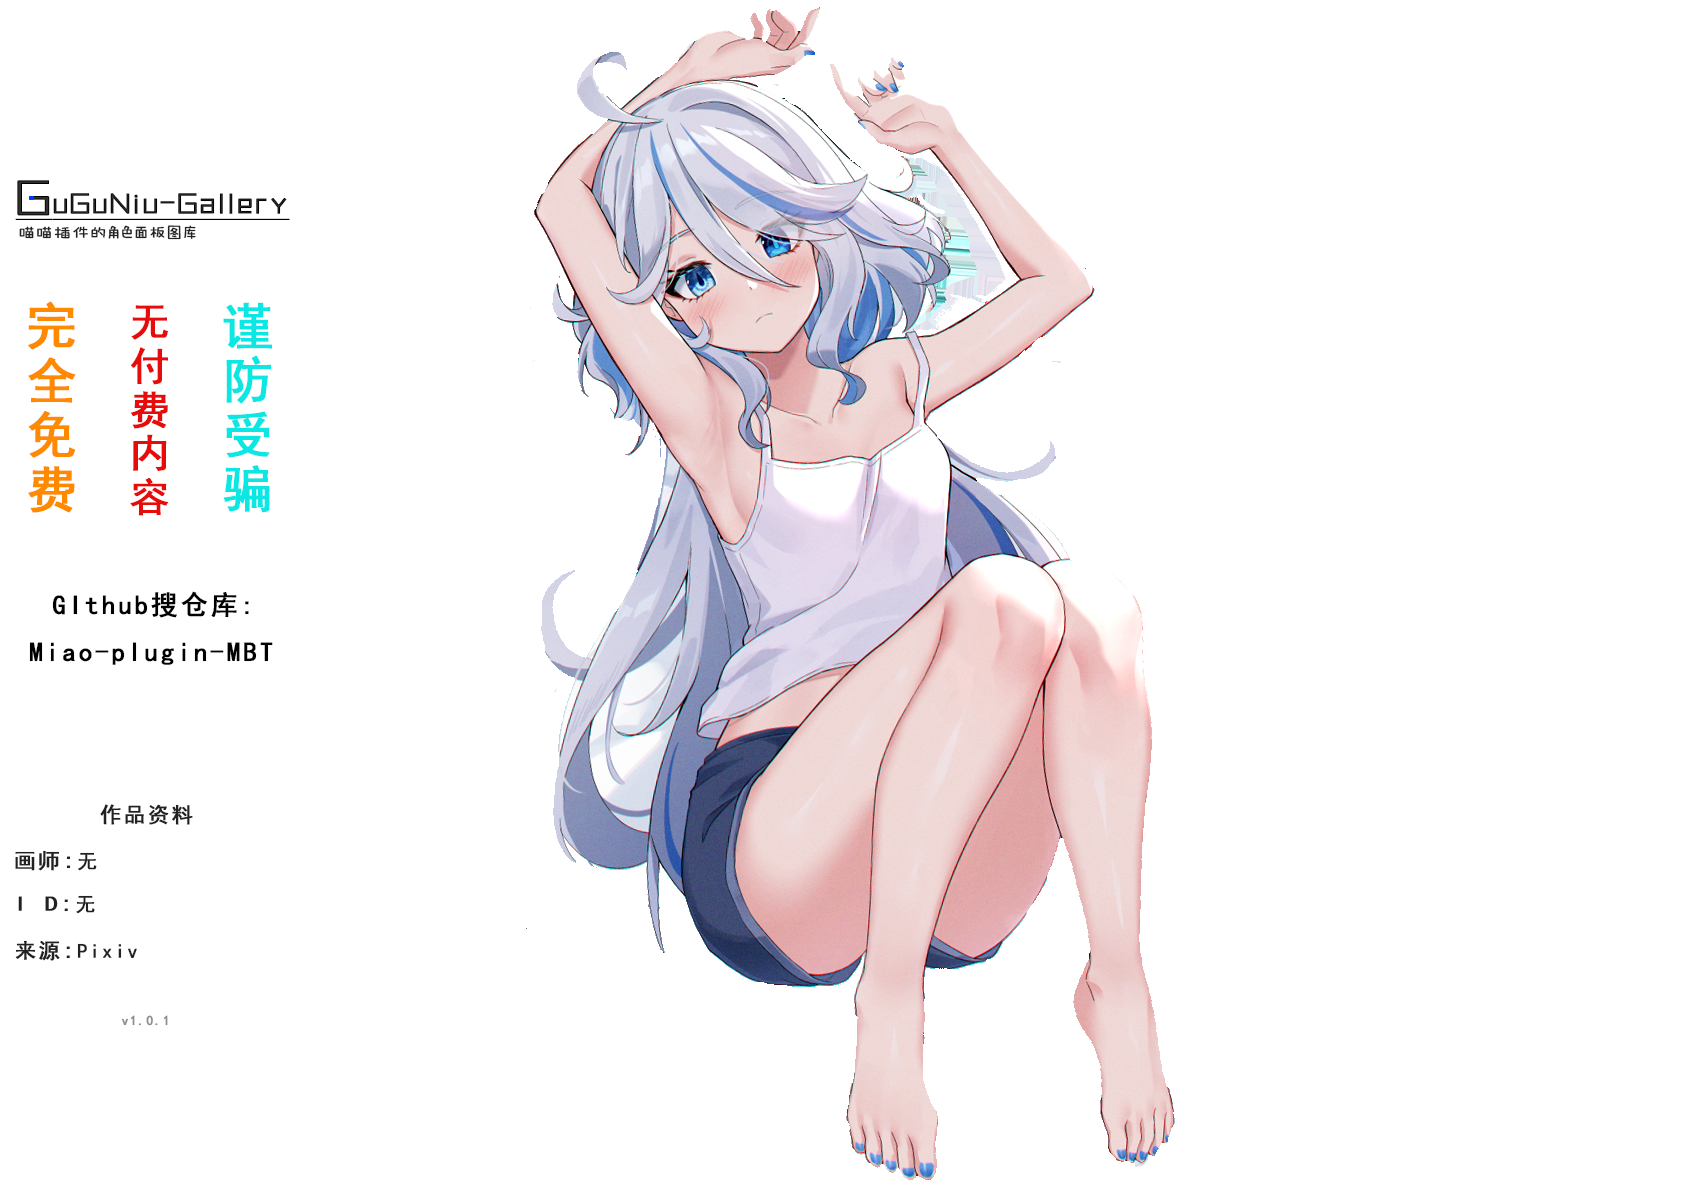 GuGuNiu-Gallery
喵喵插件的角色面板图库
完全免费
无付费内容
谨防受骗
GIthub搜仓库:
Miao-plugin-MBT
作品资料
画师:无
I D:无
来源:Pixiv
v1.0.1